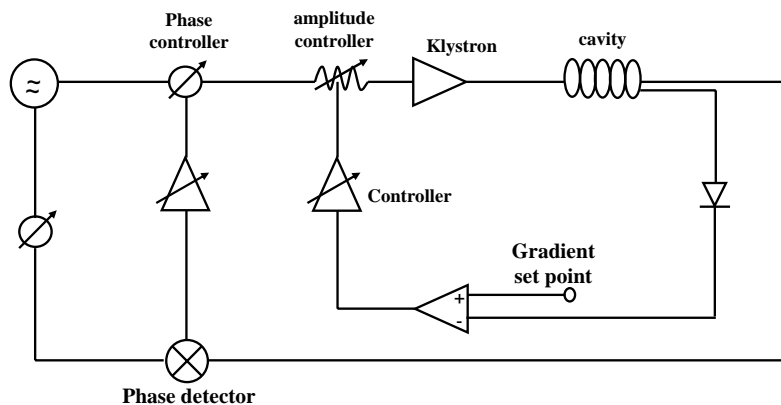 Phase
controller
amplitude
controller
Klystron
cavity
≈
Controller
Gradient
set point
+
-
Phase detector